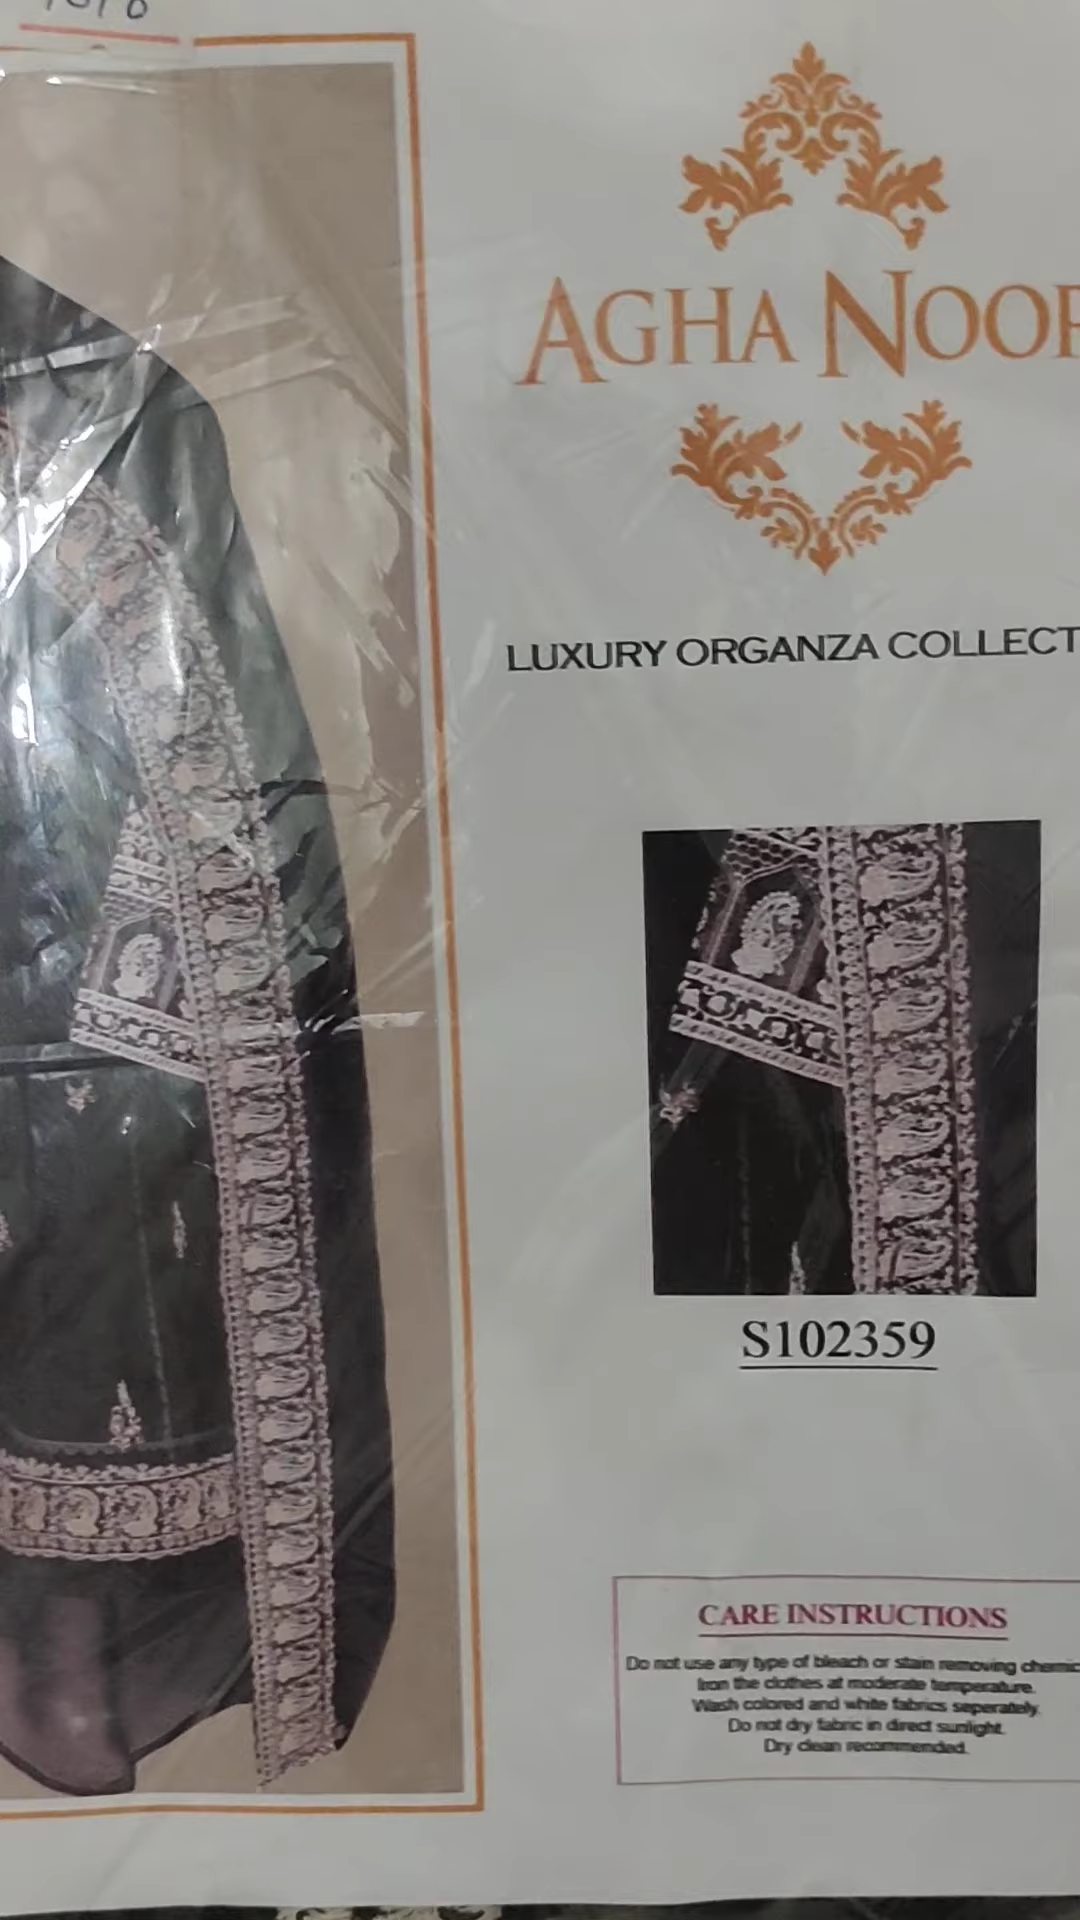 AGHA NOOR
LUXURY ORGANZA COLLECT
S102359
CARE INSTRUCTIONS
Do not use any type of bleach or stain removing chemic
Iron the clothes at moderate temperature.
Wash colored and white fabrics seperately.
Do not dry fabric in direct sunlight.
Dry clean recommended.